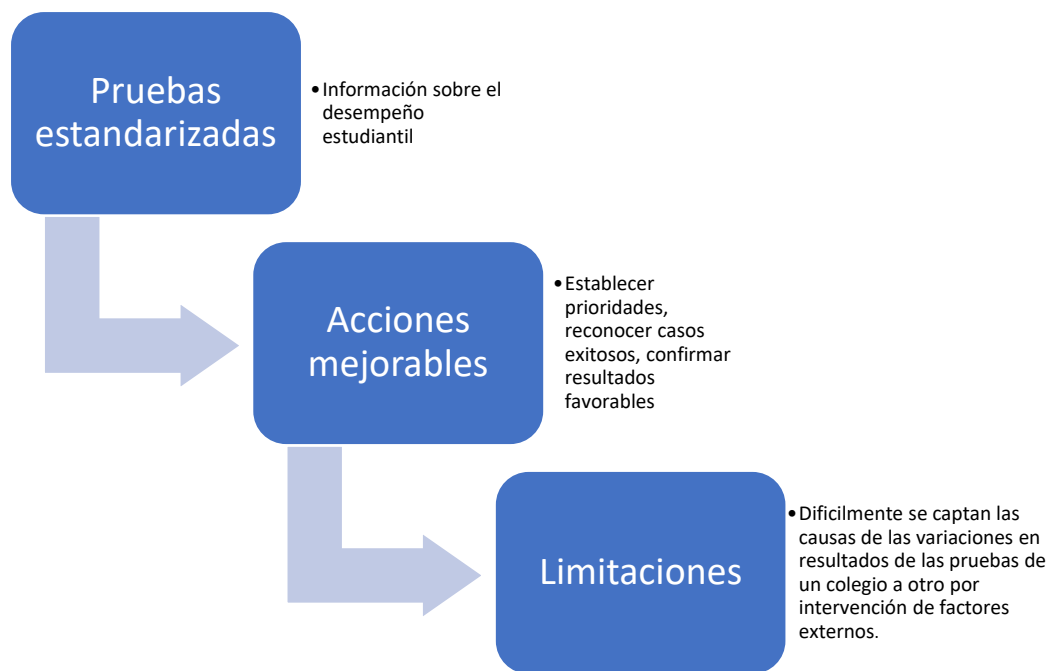 Pruebas
estandarizadas
•Información sobre el
desempeño
estudiantil
Acciones
mejorables
•Establecer
prioridades,
reconocer casos
exitosos, confirmar
resultados
favorables
Limitaciones
•Dificilmente se captan las
causas de las variaciones en
resultados de las pruebas de
un colegio a otro por
intervención de factores
externos.